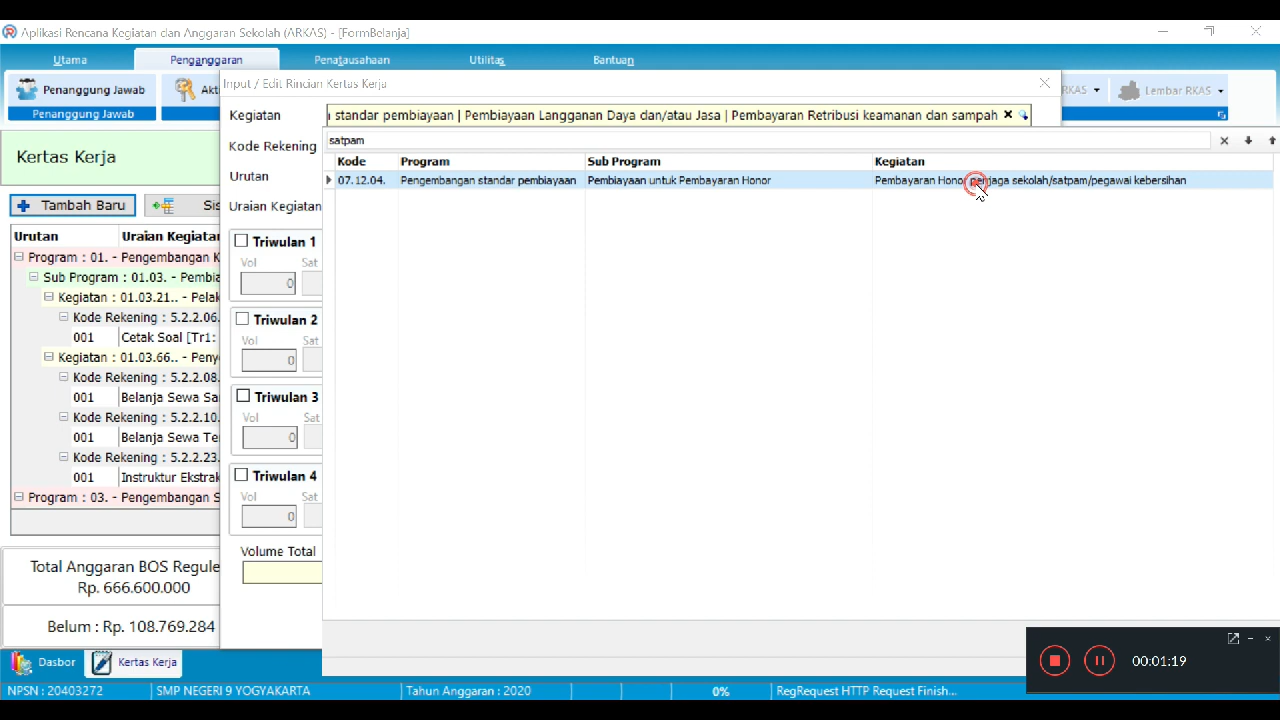 Aplikasi Rencana Kegiatan dan Anggaran Sekolah (ARKAS) - [FormBelanja]
Utama Penganggaran Penatausahaan Utilitas Bantuan
Penanggung Jawab
Penanggung Jawab
Akt
RKAS
Lembar RKAS
Input / Edit Rincian Kertas Kerja
Kegiatan
standar pembiayaan | Pembiayaan Langganan Daya dan/atau Jasa | Pembayaran Retribusi keamanan dan sampah
Kertas Kerja
Kode Rekening
satpam
Kode Program Sub Program Kegiatan
07.12.04. Pengembangan standar pembiayaan Pembiayaan untuk Pembayaran Honor Pembayaran Honor penjaga sekolah/satpam/pegawai kebersihan
Urutan
Uraian Kegiatan
Tambah Baru
Sis
Urutan Uraian Kegiatan
Program : 01. - Pengembangan K
Sub Program : 01.03. - Pembia
Kegiatan : 01.03.21.. - Pelak
Kode Rekening : 5.2.2.06.
001 Cetak Soal [Tr1:
Kegiatan : 01.03.66.. - Peny
Kode Rekening : 5.2.2.08.
001 Belanja Sewa Sa
Kode Rekening : 5.2.2.10.
001 Belanja Sewa Te
Kode Rekening : 5.2.2.23.
001 Instruktur Ekstrak
Program : 03. - Pengembangan S
Triwulan 1
Vol Sat
0
Triwulan 2
Vol Sat
0
Triwulan 3
Vol Sat
0
Triwulan 4
Vol Sat
0
Volume Total
Total Anggaran BOS Regule
Rp. 666.600.000
Belum : Rp. 108.769.284
Dasbor Kertas Kerja
00:01:19
NPSN : 20403272 SMP NEGERI 9 YOGYAKARTA Tahun Anggaran : 2020 0% RegRequest HTTP Request Finish...